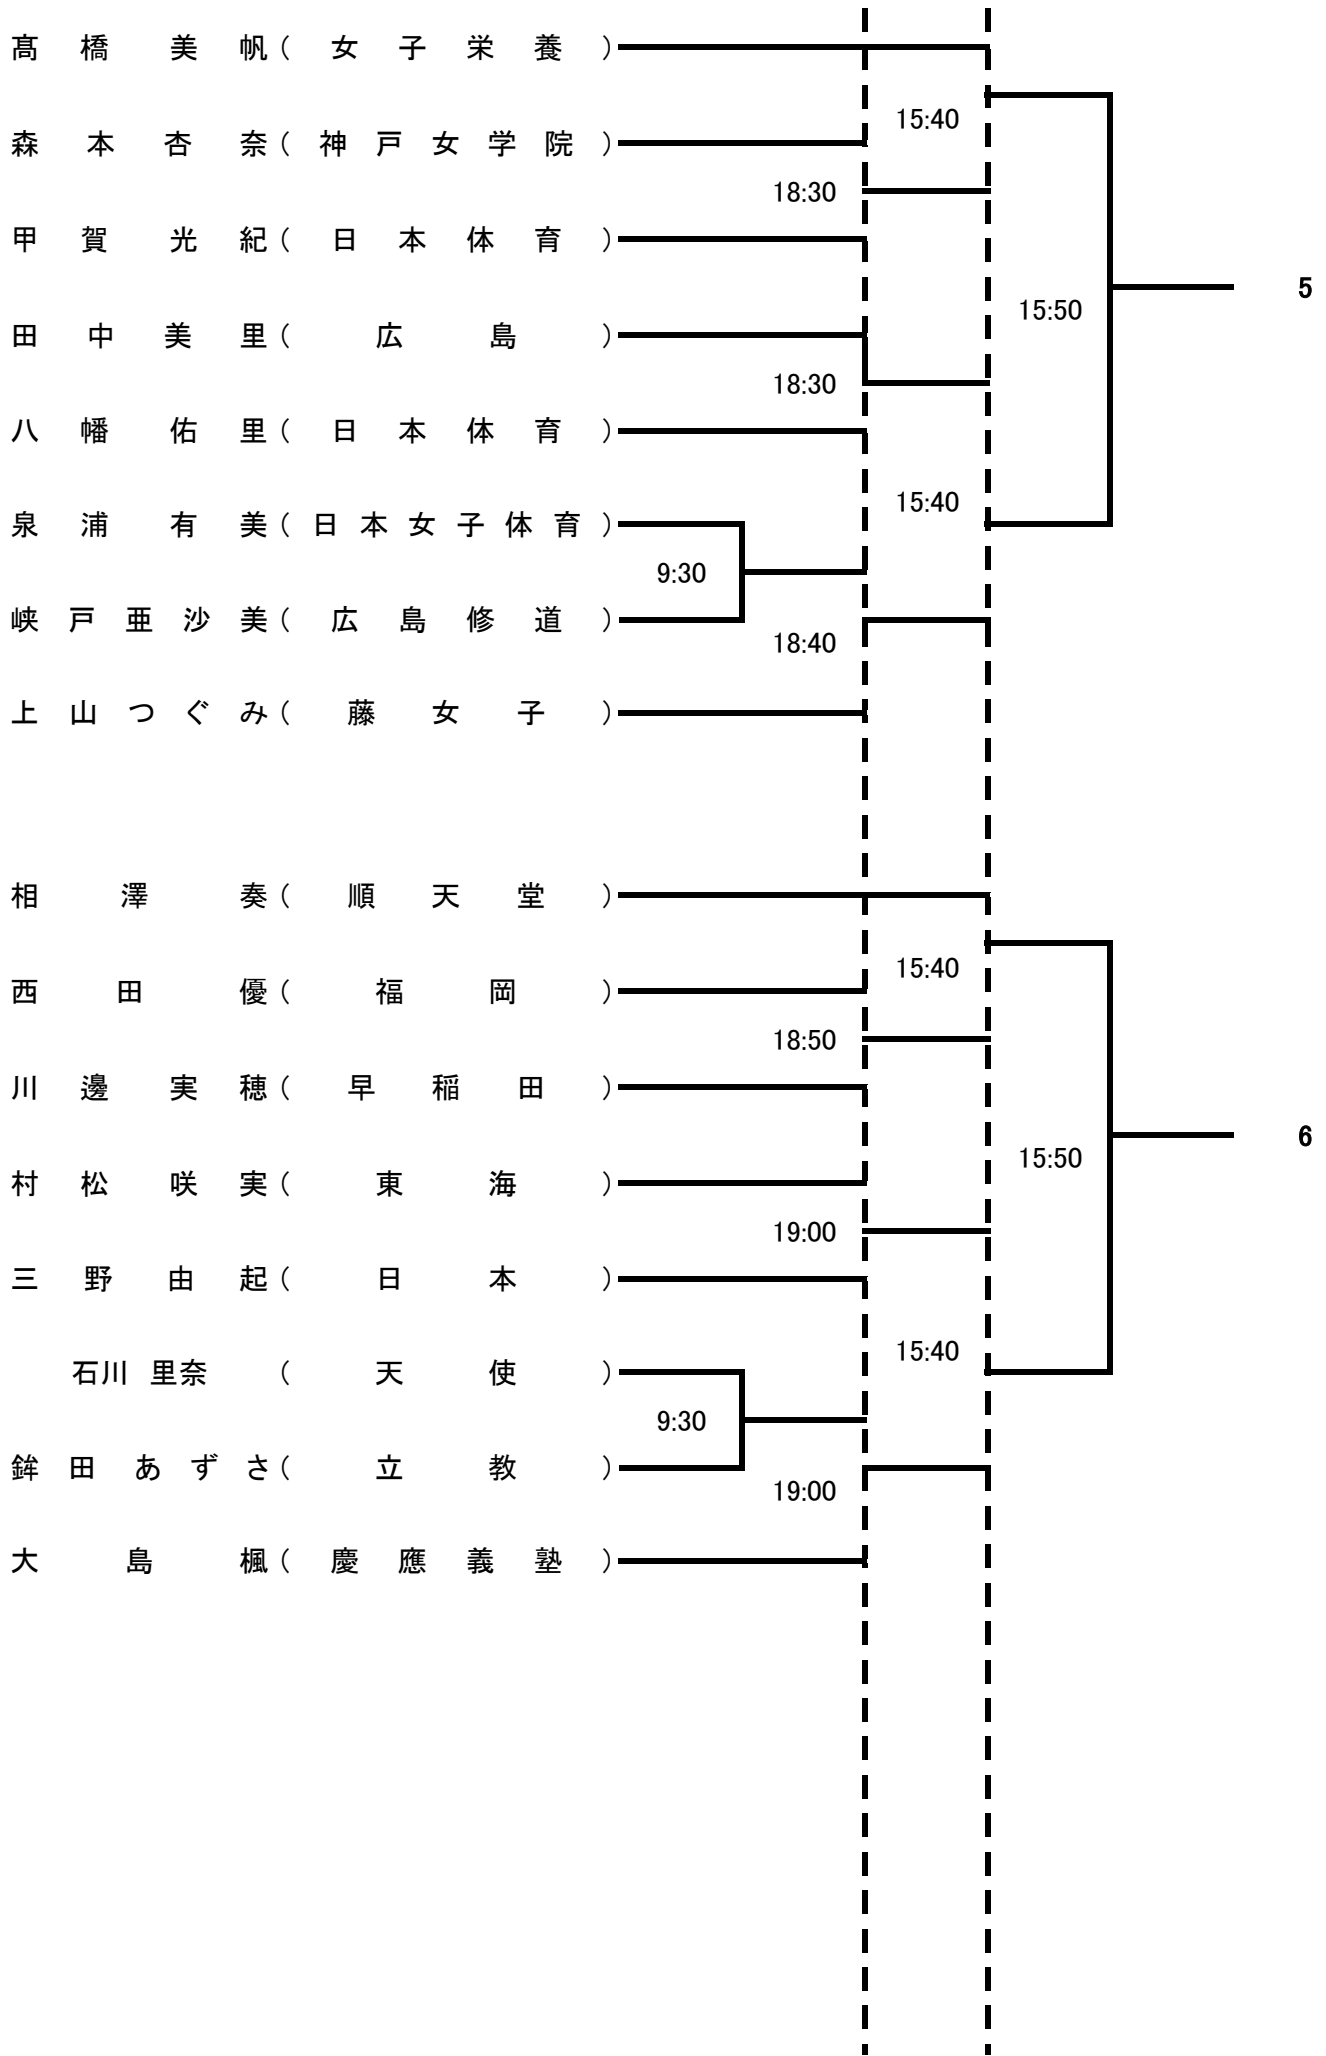 髙橋美帆(女子栄養)
15:40
森本杏奈(神戸女学院)
18:30
甲賀光紀(日本体育)
5
15:50
田中美里(広島)
18:30
八幡佑里(日本体育)
15:40
泉浦有美(日本女子体育)
9:30
峡戸亜沙美(広島修道)
18:40
上山つぐみ(藤女子)
相澤奏(順天堂)
15:40
西田優(福岡)
18:50
川邊実穂(早稲田)
6
15:50
村松咲実(東海)
19:00
三野由起(日本)
15:40
石川 里奈(天使)
9:30
鉾田あずさ(立教)
19:00
大島楓(慶應義塾)